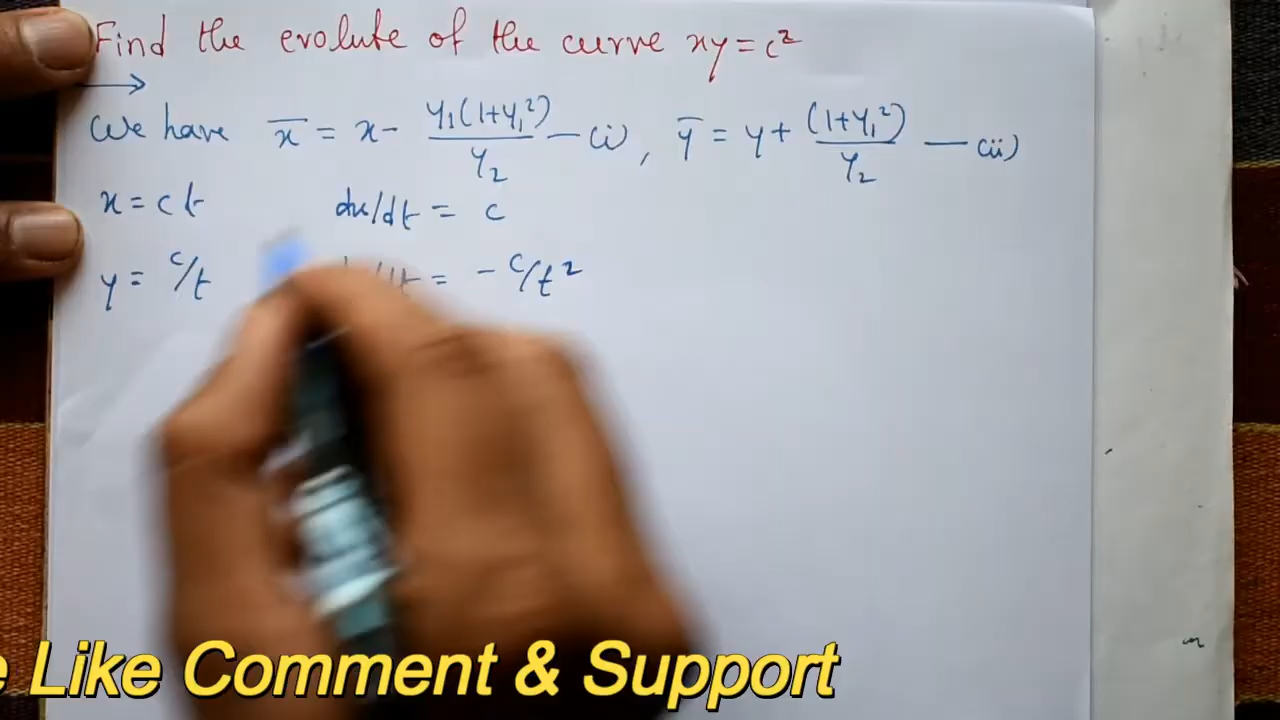 Find the evolute of the curve xy = c²
We have x̄ = x - y₁(1+y₁²)/y₂ — (i), ȳ = y + (1+y₁²)/y₂ — (ii)
x = ct dx/dt = c
y = c/t /dt = - c/t²
Like Comment & Support